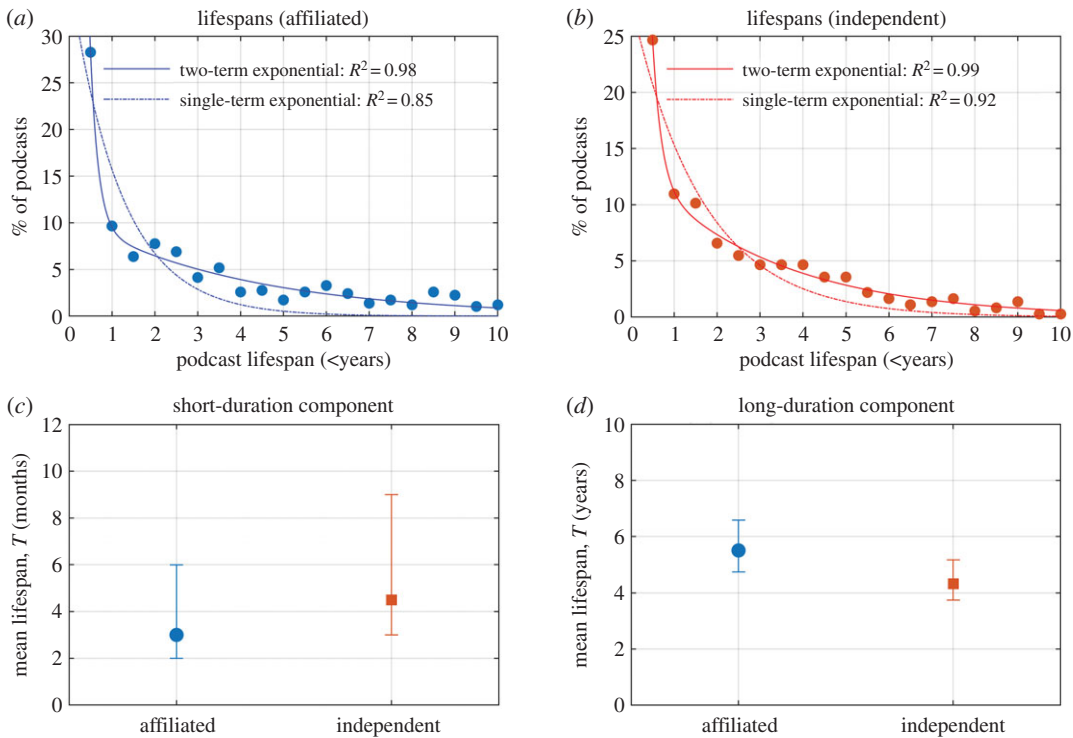 (a) lifespans (affiliated)
30
25
20
15
10
5
0
% of podcasts
two-term exponential: R² = 0.98
single-term exponential: R² = 0.85
0 1 2 3 4 5 6 7 8 9 10
podcast lifespan (<years)
(b) lifespans (independent)
25
20
15
10
5
0
% of podcasts
two-term exponential: R² = 0.99
single-term exponential: R² = 0.92
0 1 2 3 4 5 6 7 8 9 10
podcast lifespan (<years)
(c) short-duration component
12
10
8
6
4
2
0
mean lifespan, T (months)
affiliated independent
(d) long-duration component
10
8
6
4
2
0
mean lifespan, T (years)
affiliated independent